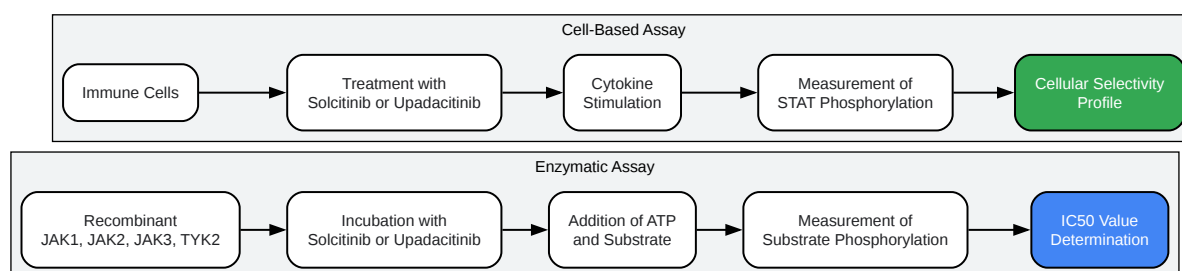 Cell-Based Assay
Immune Cells
Treatment with
Solcitinib or Upadacitinib
Cytokine
Stimulation
Measurement of
STAT Phosphorylation
Cellular Selectivity
Profile
Enzymatic Assay
Recombinant
JAK1, JAK2, JAK3, TYK2
Incubation with
Solcitinib or Upadacitinib
Addition of ATP
and Substrate
Measurement of
Substrate Phosphorylation
IC50 Value
Determination